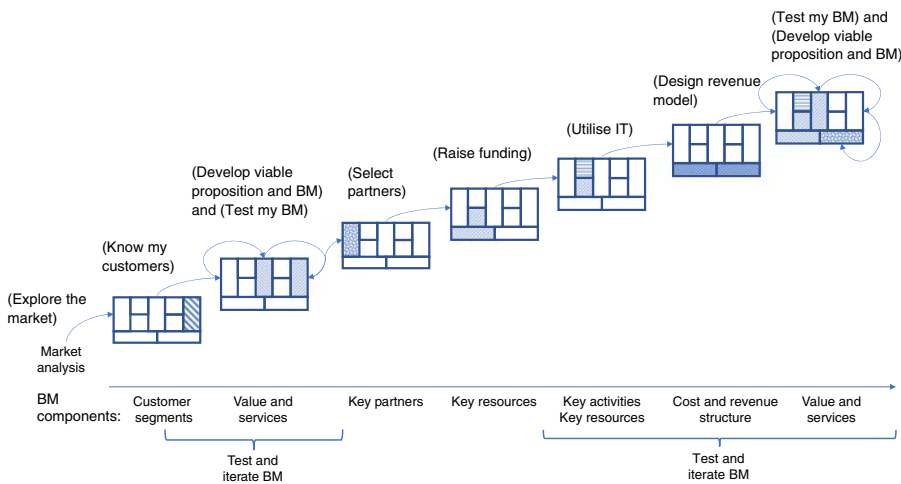 (Test my BM) and
(Develop viable
proposition and BM)
(Design revenue
model)
(Utilise IT)
(Raise funding)
(Develop viable
proposition and BM)
and (Test my BM)
(Select
partners)
(Know my
customers)
(Explore the
market)
Market
analysis
BM
components:
Customer
segments
Value and
services
Key partners
Key resources
Key activities
Key resources
Cost and revenue
structure
Value and
services
Test and
iterate BM
Test and
iterate BM